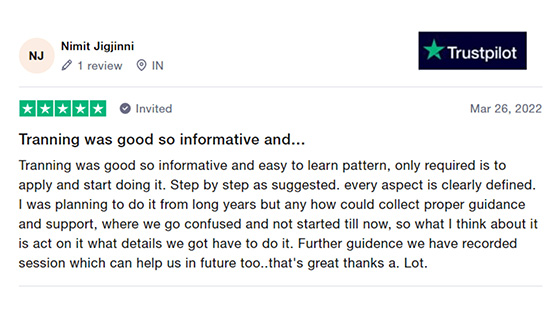 NJ
Nimit Jigjinni
1 review IN
Trustpilot
Invited
Mar 26, 2022
Tranning was good so informative and...
Tranning was good so informative and easy to learn pattern, only required is to
apply and start doing it. Step by step as suggested. every aspect is clearly defined.
I was planning to do it from long years but any how could collect proper guidance
and support, where we go confused and not started till now, so what I think about it
is act on it what details we got have to do it. Further guidence we have recorded
session which can help us in future too..that's great thanks a. Lot.